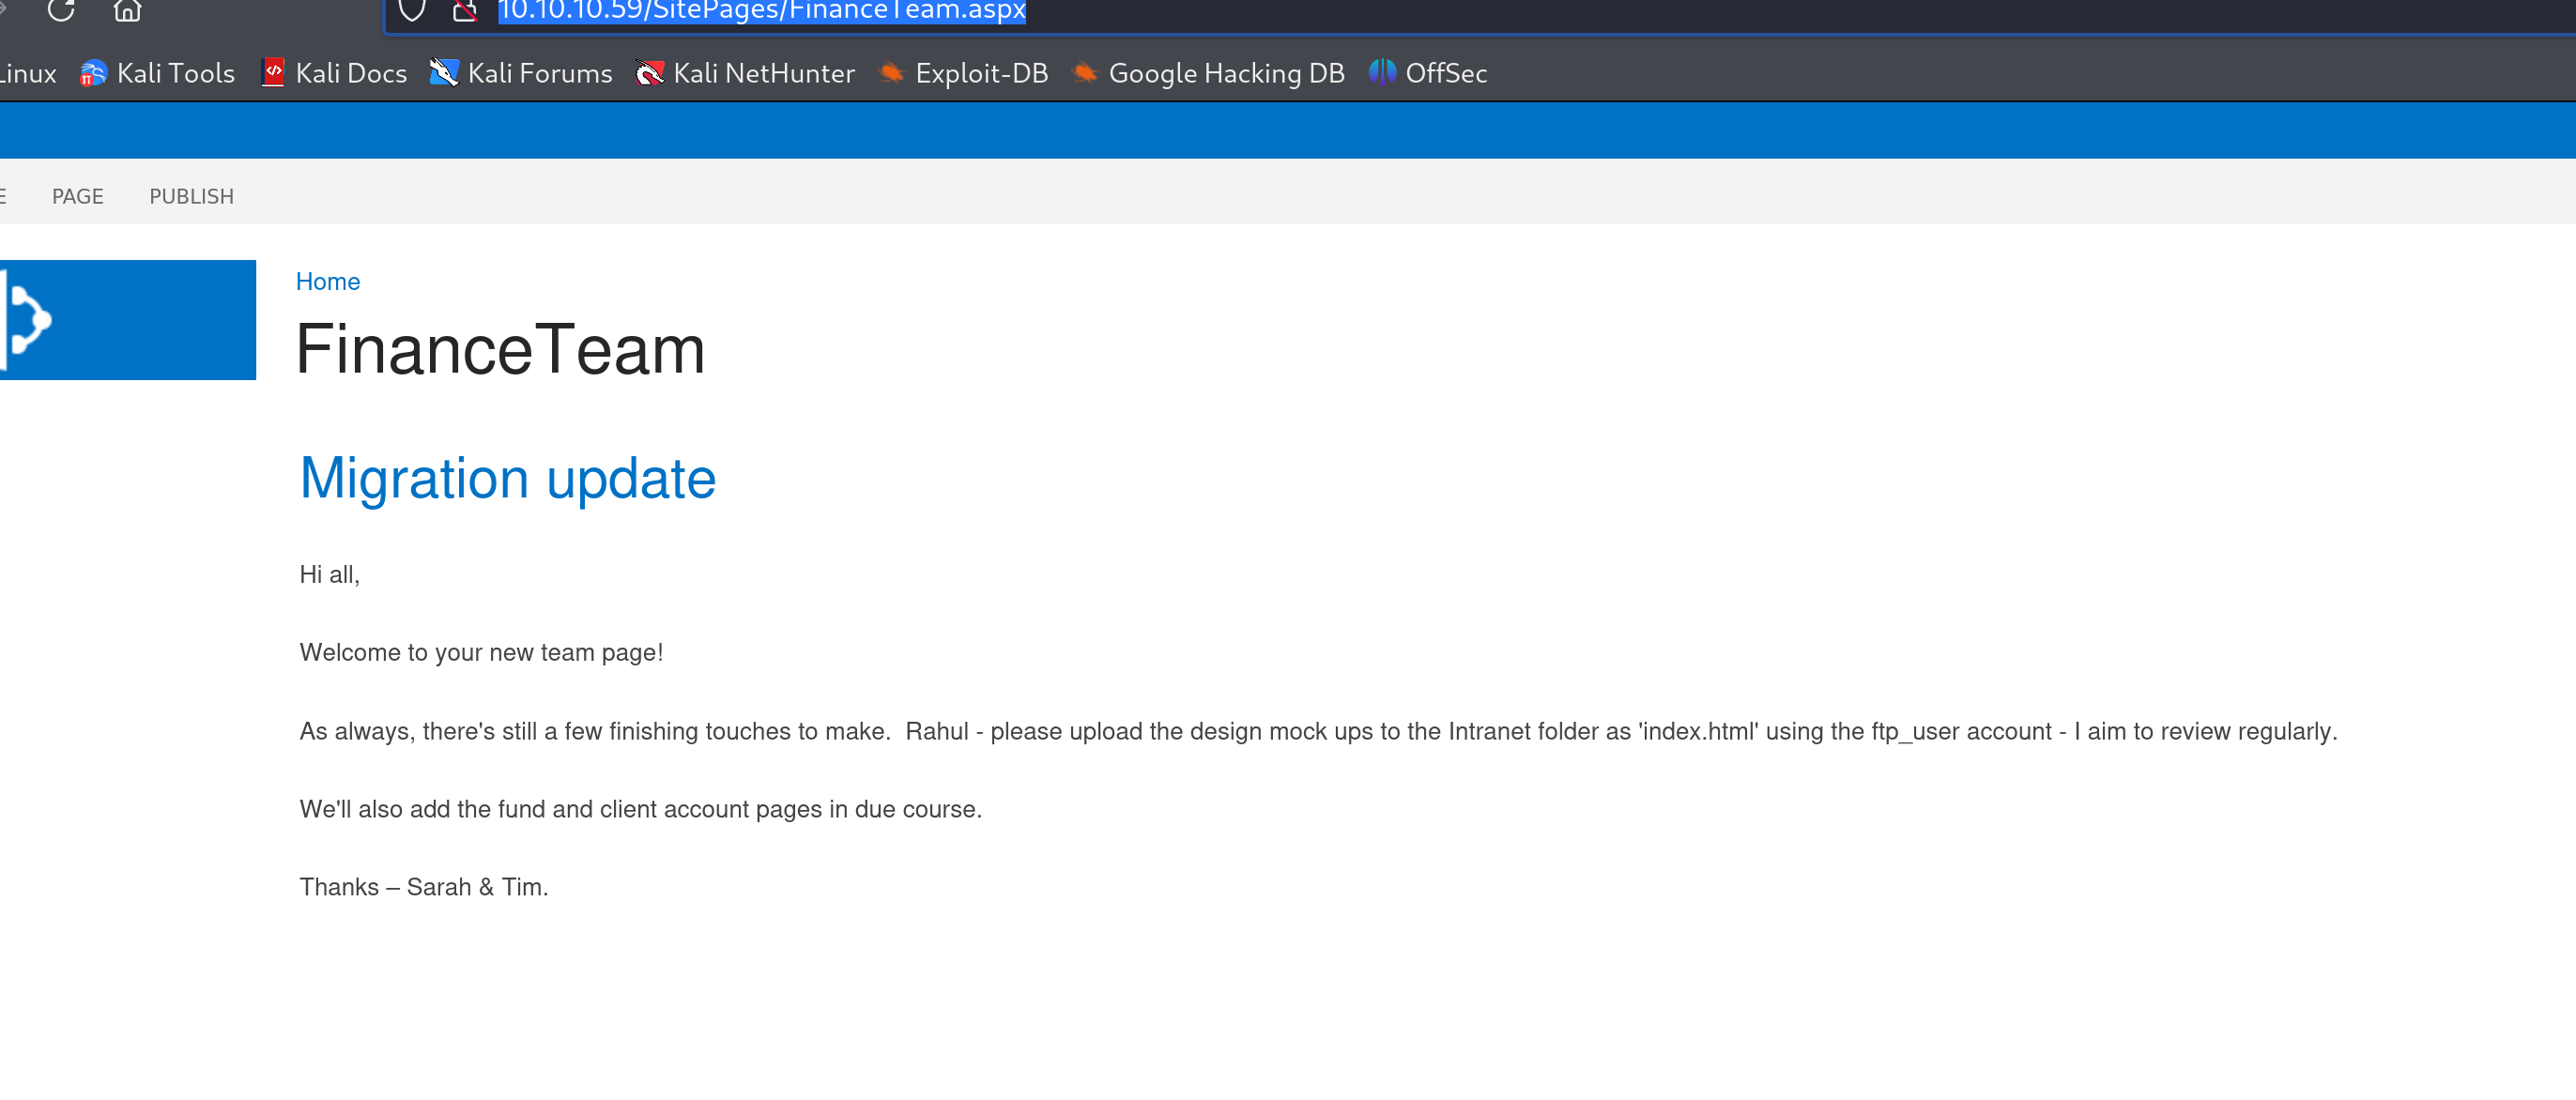 10.10.10.59/SitePages/FinanceTeam.aspx
Linux Kali Tools Kali Docs Kali Forums Kali NetHunter Exploit-DB Google Hacking DB OffSec
E PAGE PUBLISH
Home
FinanceTeam
Migration update
Hi all,
Welcome to your new team page!
As always, there's still a few finishing touches to make.  Rahul - please upload the design mock ups to the Intranet folder as 'index.html' using the ftp_user account - I aim to review regularly.
We'll also add the fund and client account pages in due course.
Thanks – Sarah & Tim.